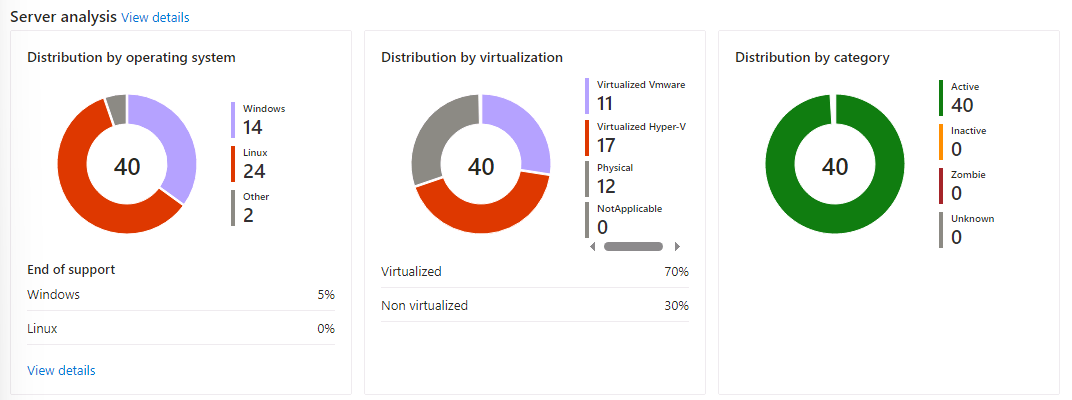 Server analysis View details
Distribution by operating system
40
Windows
14
Linux
24
Other
2
End of support
Windows 5%
Linux 0%
View details
Distribution by virtualization
40
Virtualized Vmware
11
Virtualized Hyper-V
17
Physical
12
NotApplicable
0
Virtualized 70%
Non virtualized 30%
Distribution by category
40
Active
40
Inactive
0
Zombie
0
Unknown
0